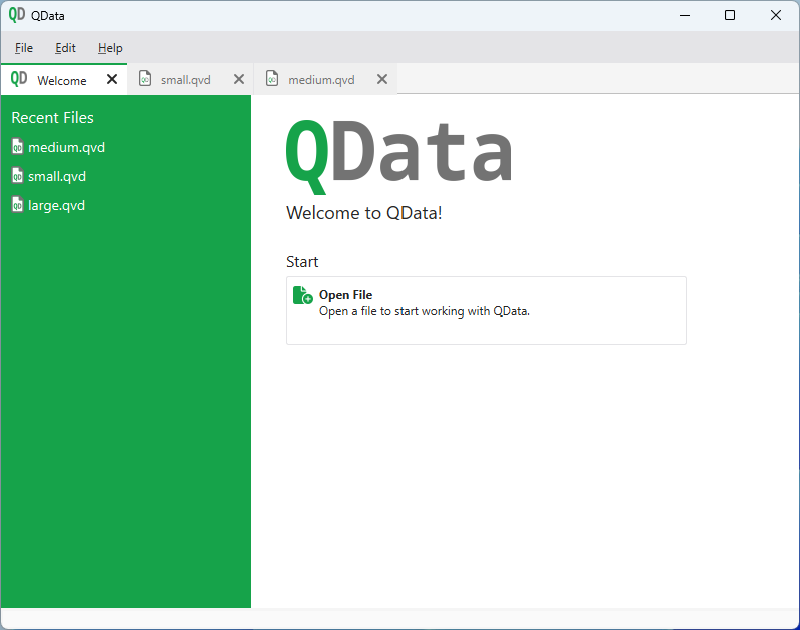 QD QData
File Edit Help
QD Welcome small.qvd medium.qvd
Recent Files
medium.qvd
small.qvd
large.qvd
QData
Welcome to QData!
Start
Open File
Open a file to start working with QData.